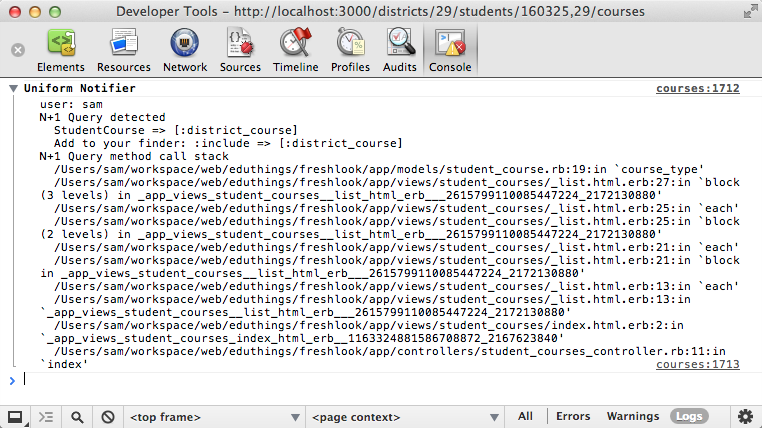 Developer Tools – http://localhost:3000/districts/29/students/160325,29/courses
Elements Resources Network Sources Timeline Profiles Audits Console
Uniform Notifier courses:1712
user: sam
N+1 Query detected
StudentCourse => [:district_course]
Add to your finder: :include => [:district_course]
N+1 Query method call stack
/Users/sam/workspace/web/eduthings/freshlook/app/models/student_course.rb:19:in `course_type'
/Users/sam/workspace/web/eduthings/freshlook/app/views/student_courses/_list.html.erb:27:in `block
(3 levels) in _app_views_student_courses__list_html_erb___2615799110085447224_2172130880'
/Users/sam/workspace/web/eduthings/freshlook/app/views/student_courses/_list.html.erb:25:in `each'
/Users/sam/workspace/web/eduthings/freshlook/app/views/student_courses/_list.html.erb:25:in `block
(2 levels) in _app_views_student_courses__list_html_erb___2615799110085447224_2172130880'
/Users/sam/workspace/web/eduthings/freshlook/app/views/student_courses/_list.html.erb:21:in `each'
/Users/sam/workspace/web/eduthings/freshlook/app/views/student_courses/_list.html.erb:21:in `block
in _app_views_student_courses__list_html_erb___2615799110085447224_2172130880'
/Users/sam/workspace/web/eduthings/freshlook/app/views/student_courses/_list.html.erb:13:in `each'
/Users/sam/workspace/web/eduthings/freshlook/app/views/student_courses/_list.html.erb:13:in
`_app_views_student_courses__list_html_erb___2615799110085447224_2172130880'
/Users/sam/workspace/web/eduthings/freshlook/app/views/student_courses/index.html.erb:2:in
`_app_views_student_courses_index_html_erb__1163324881586708872_2167623840'
/Users/sam/workspace/web/eduthings/freshlook/app/controllers/student_courses_controller.rb:11:in
`index' courses:1713
>
<top frame> <page context> All Errors Warnings Logs